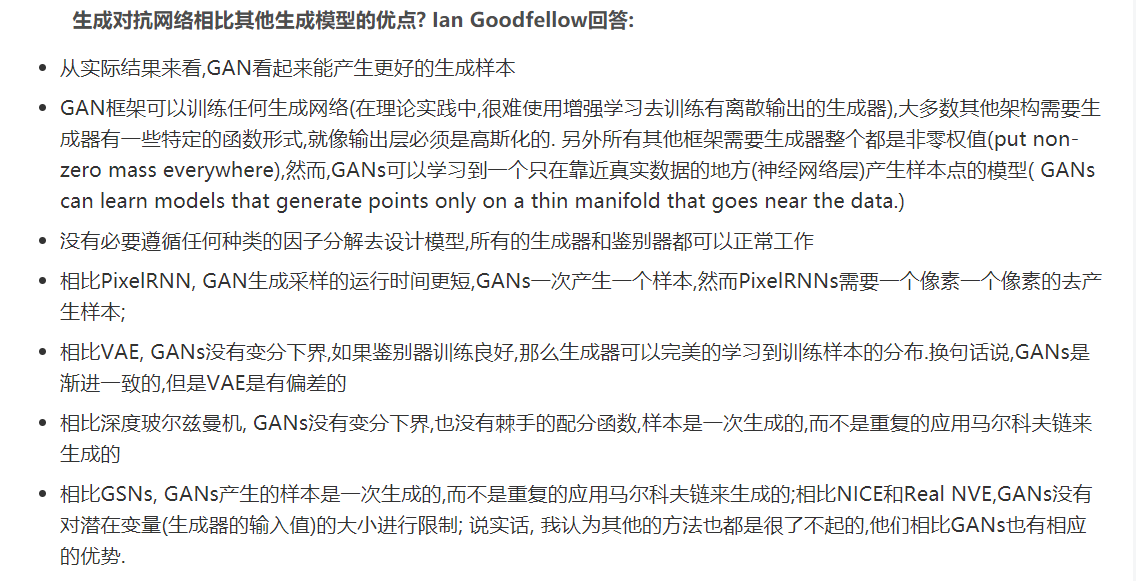 生成对抗网络相比其他生成模型的优点? Ian Goodfellow回答:
从实际结果来看,GAN看起来能产生更好的生成样本
GAN框架可以训练任何生成网络(在理论实践中,很难使用增强学习去训练有离散输出的生成器),大多数其他架构需要生
成器有一些特定的函数形式,就像输出层必须是高斯化的. 另外所有其他框架需要生成器整个都是非零权值(put non-
zero mass everywhere),然而,GANs可以学习到一个只在靠近真实数据的地方(神经网络层)产生样本点的模型( GANs
can learn models that generate points only on a thin manifold that goes near the data.)
没有必要遵循任何种类的因子分解去设计模型,所有的生成器和鉴别器都可以正常工作
相比PixelRNN, GAN生成采样的运行时间更短,GANs一次产生一个样本,然而PixelRNNs需要一个像素一个像素的去产
生样本;
相比VAE, GANs没有变分下界,如果鉴别器训练良好,那么生成器可以完美的学习到训练样本的分布.换句话说,GANs是
渐进一致的,但是VAE是有偏差的
相比深度玻尔兹曼机, GANs没有变分下界,也没有棘手的配分函数,样本是一次生成的,而不是重复的应用马尔科夫链来
生成的
相比GSNs, GANs产生的样本是一次生成的,而不是重复的应用马尔科夫链来生成的;相比NICE和Real NVE,GANs没有
对潜在变量(生成器的输入值)的大小进行限制; 说实话, 我认为其他的方法也都是很了不起的,他们相比GANs也有相应
的优势.